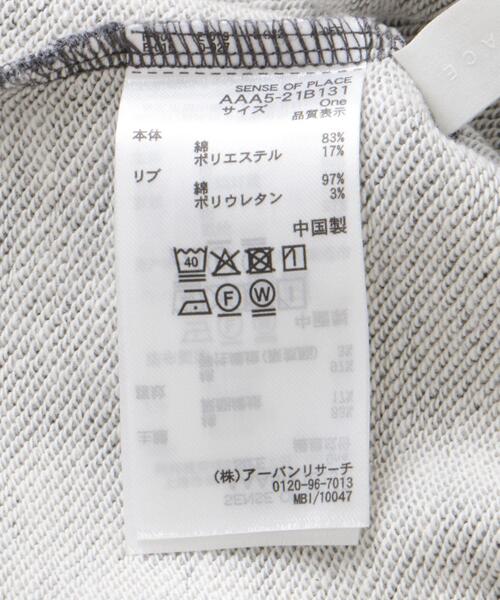 SENSE OF PLACE
AAA5-21B131
サイズ One
品質表示
本体 綿 83%
ポリエステル 17%
リブ 綿 97%
ポリウレタン 3%
中国製
40
F W
(株)アーバンリサーチ
0120-96-7013
MBI/10047
PLACE